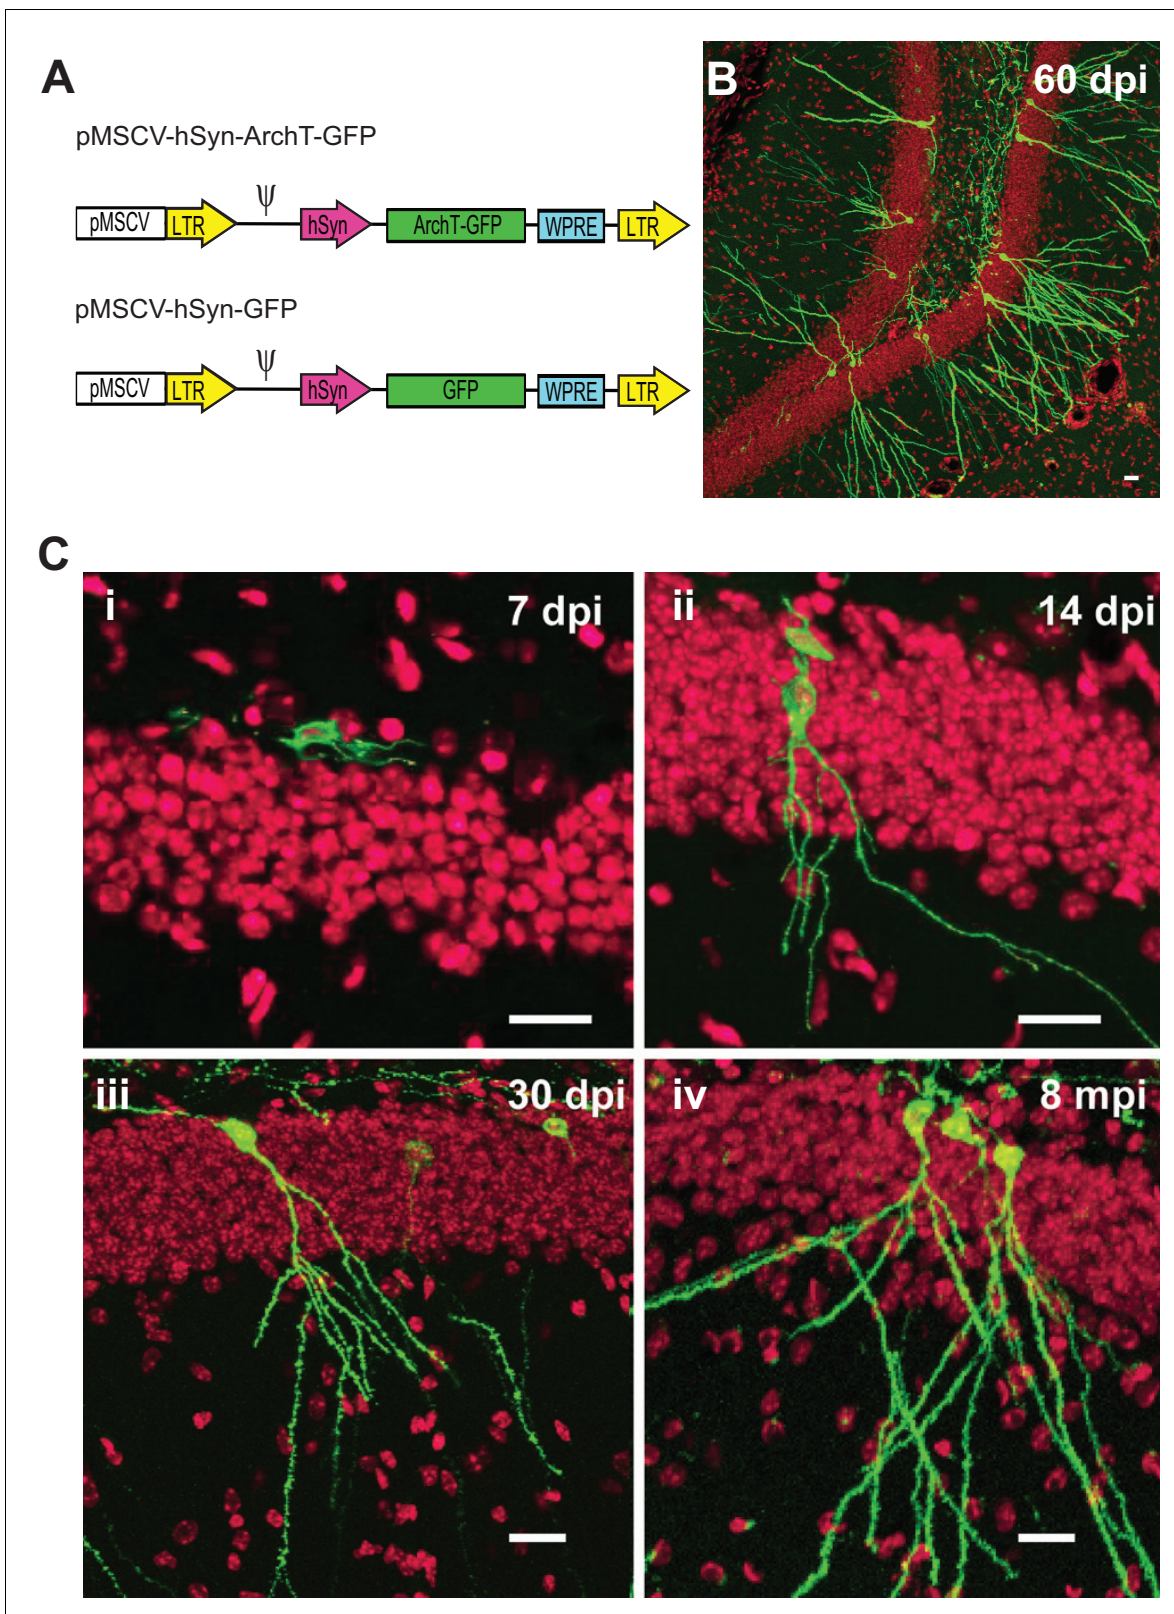 A
pMSCV-hSyn-ArchT-GFP
ψ
pMSCV LTR hSyn ArchT-GFP WPRE LTR
pMSCV-hSyn-GFP
ψ
pMSCV LTR hSyn GFP WPRE LTR
B 60 dpi
C
i 7 dpi
ii 14 dpi
iii 30 dpi
iv 8 mpi